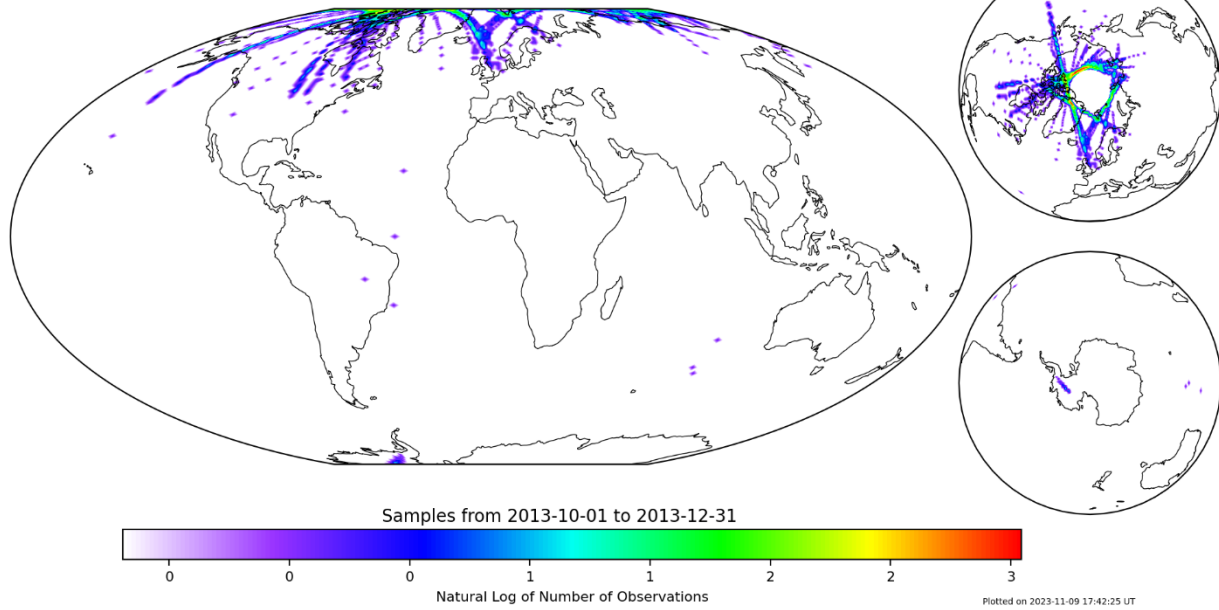 Samples from 2013-10-01 to 2013-12-31
0 0 0 1 1 2 2 3
Natural Log of Number of Observations
Plotted on 2023-11-09 17:42:25 UT